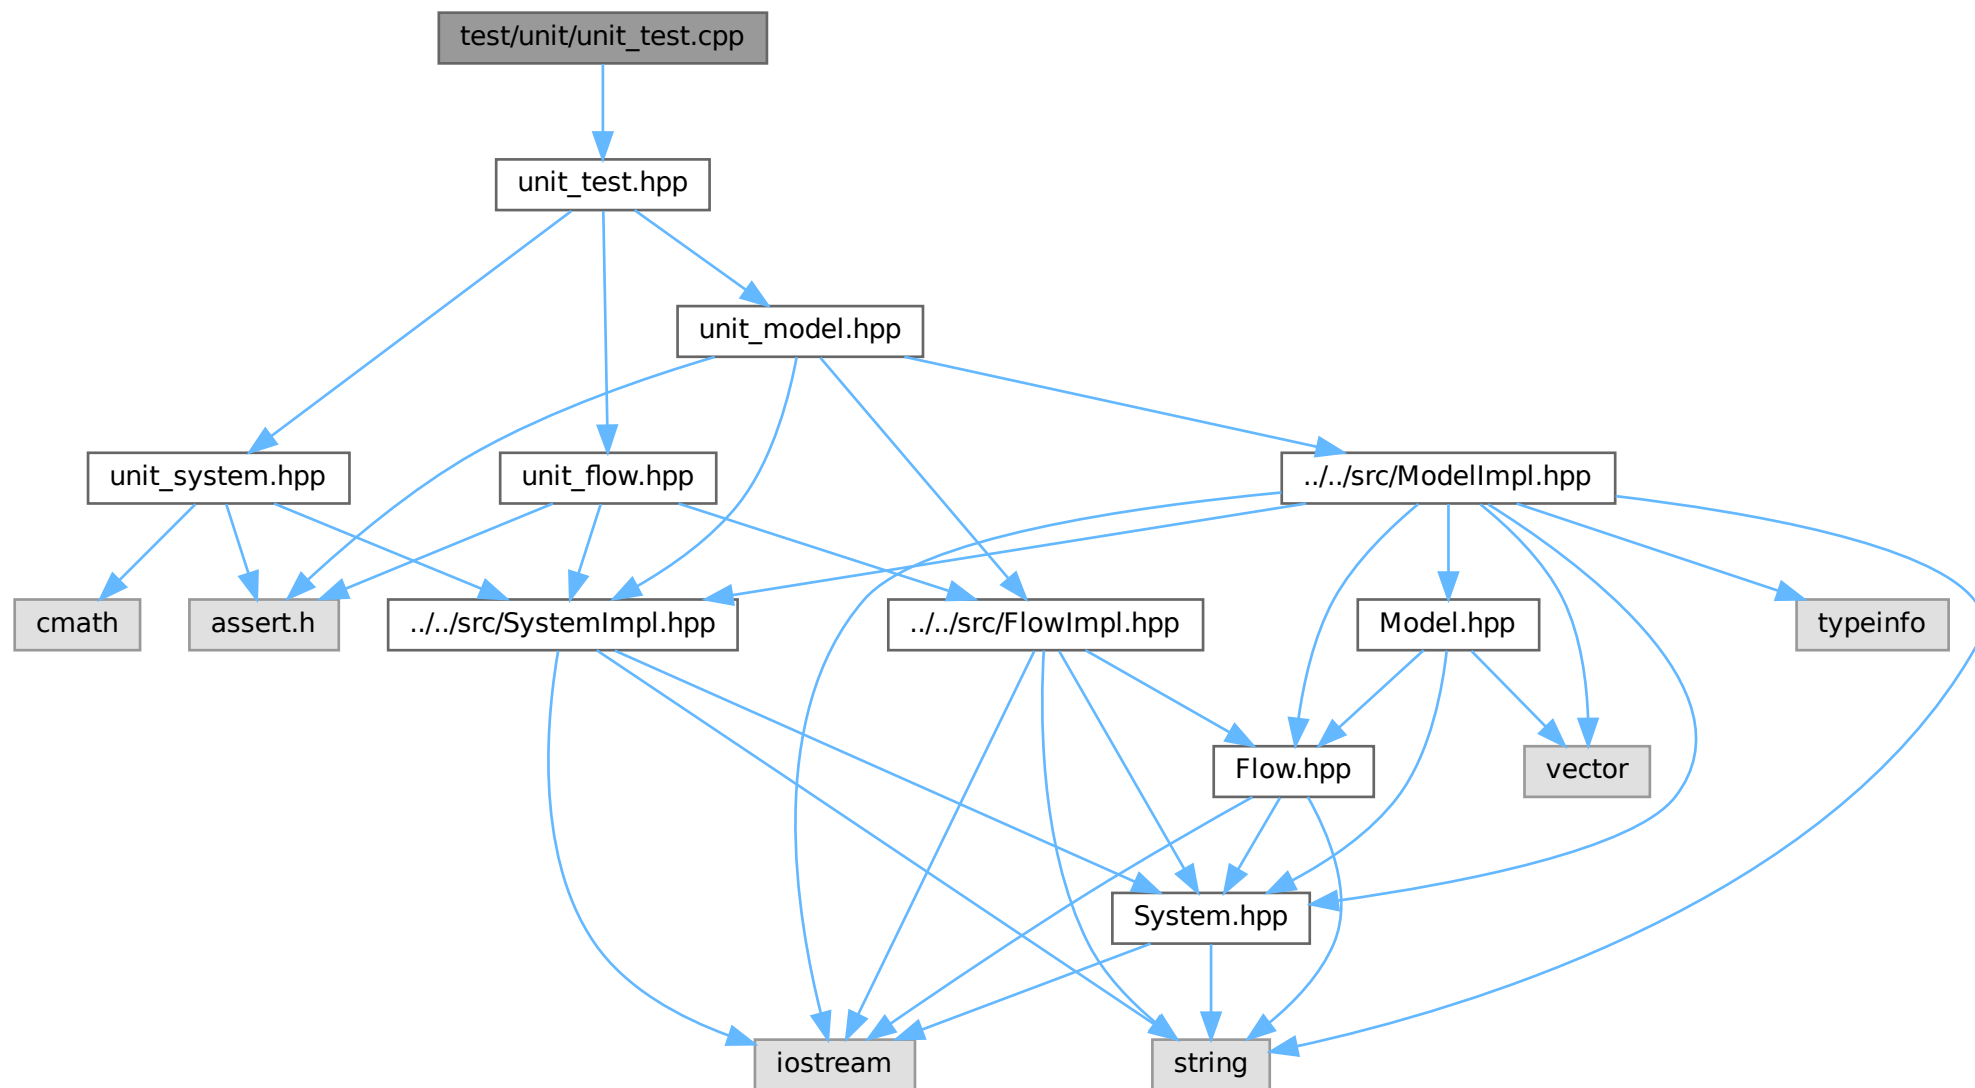 test/unit/unit_test.cpp
unit_test.hpp
unit_model.hpp
unit_system.hpp
unit_flow.hpp
../../src/ModelImpl.hpp
cmath
assert.h
../../src/SystemImpl.hpp
../../src/FlowImpl.hpp
Model.hpp
typeinfo
Flow.hpp
vector
System.hpp
iostream
string